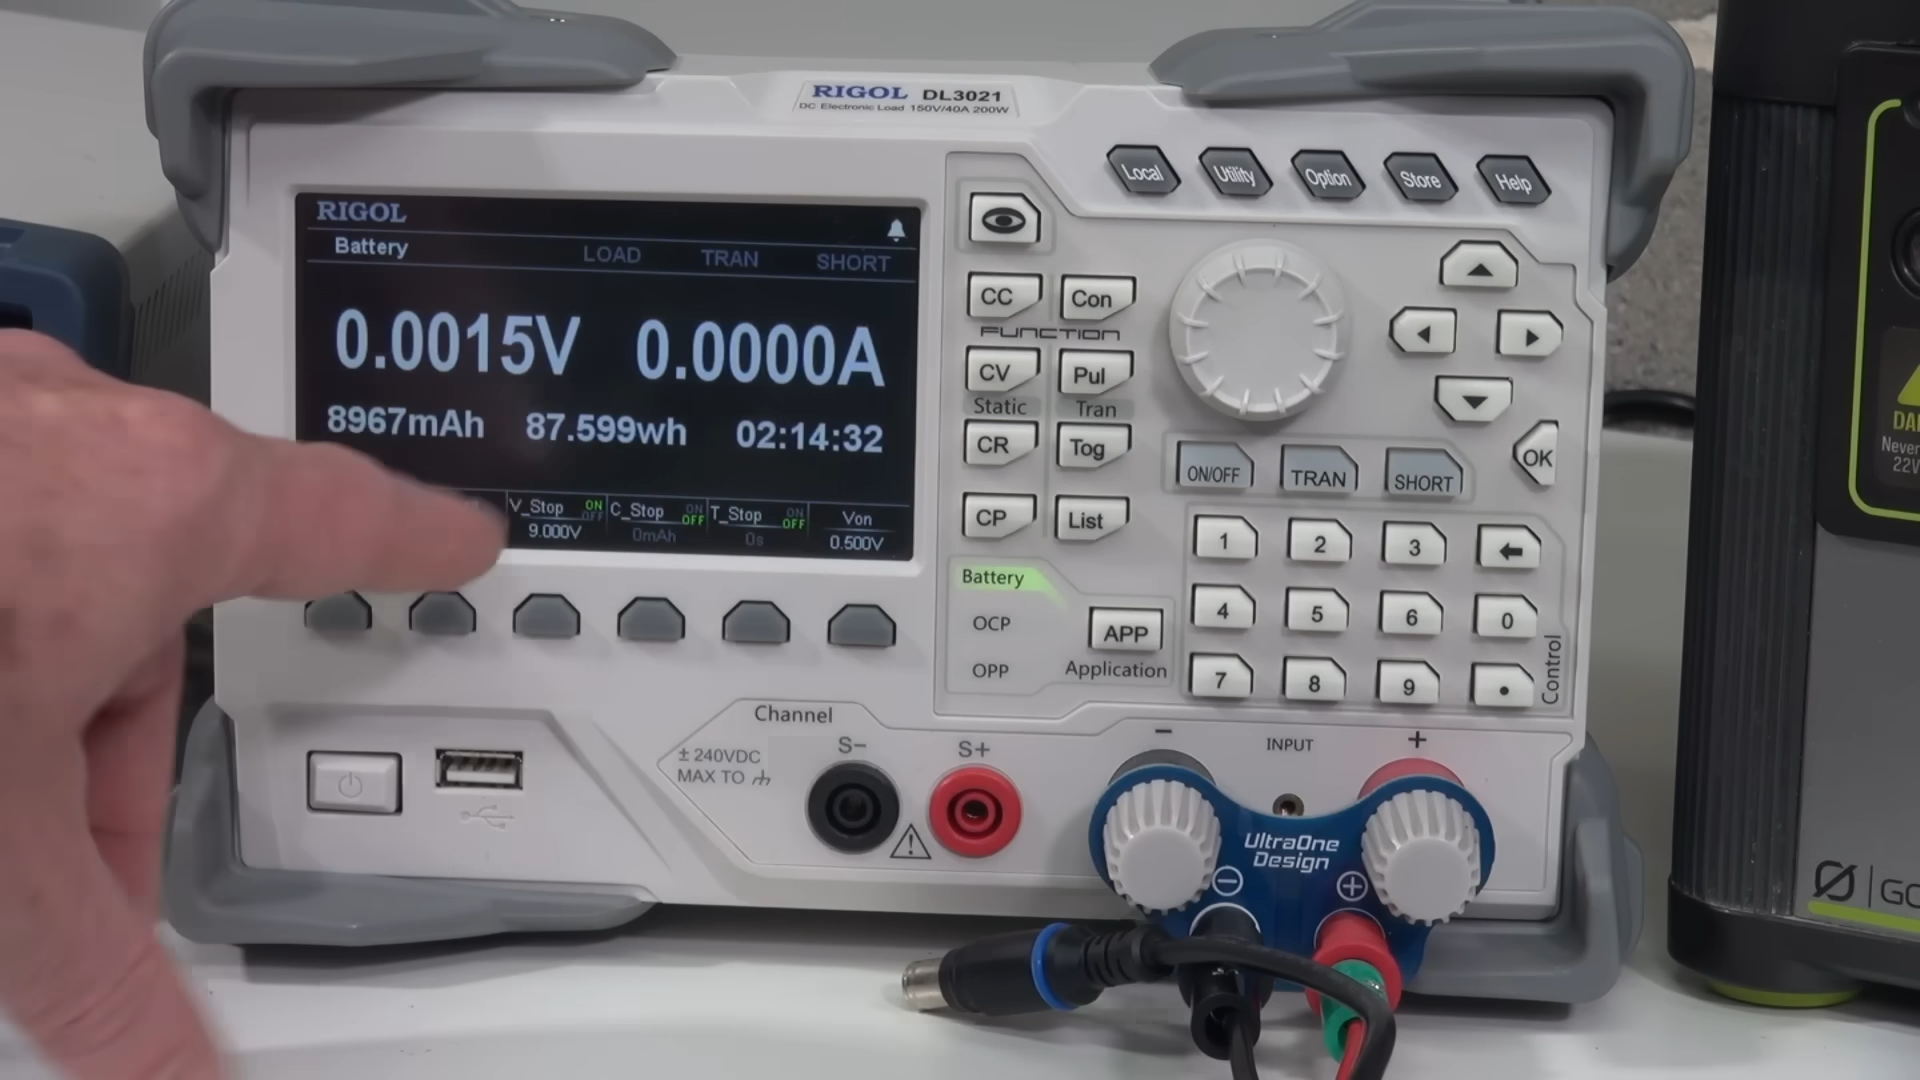 RIGOL DL3021
DC Electronic Load 150V/40A 200W
RIGOL
Battery LOAD TRAN SHORT
0.0015V 0.0000A
8967mAh 87.599wh 02:14:32
V_Stop ON OFF C_Stop ON OFF T_Stop ON OFF Von
9.000V 0mAh 0s 0.500V
Local Utility Option Store Help
CC Con
FUNCTION
CV Pul
Static Tran
CR Tog
CP List
ON/OFF TRAN SHORT
OK
1 2 3
4 5 6 0
7 8 9 .
Control
Battery
OCP
OPP
APP
Application
Channel
± 240VDC
MAX TO
S- S+
- INPUT +
UltraOne
Design
- +
Never
22V